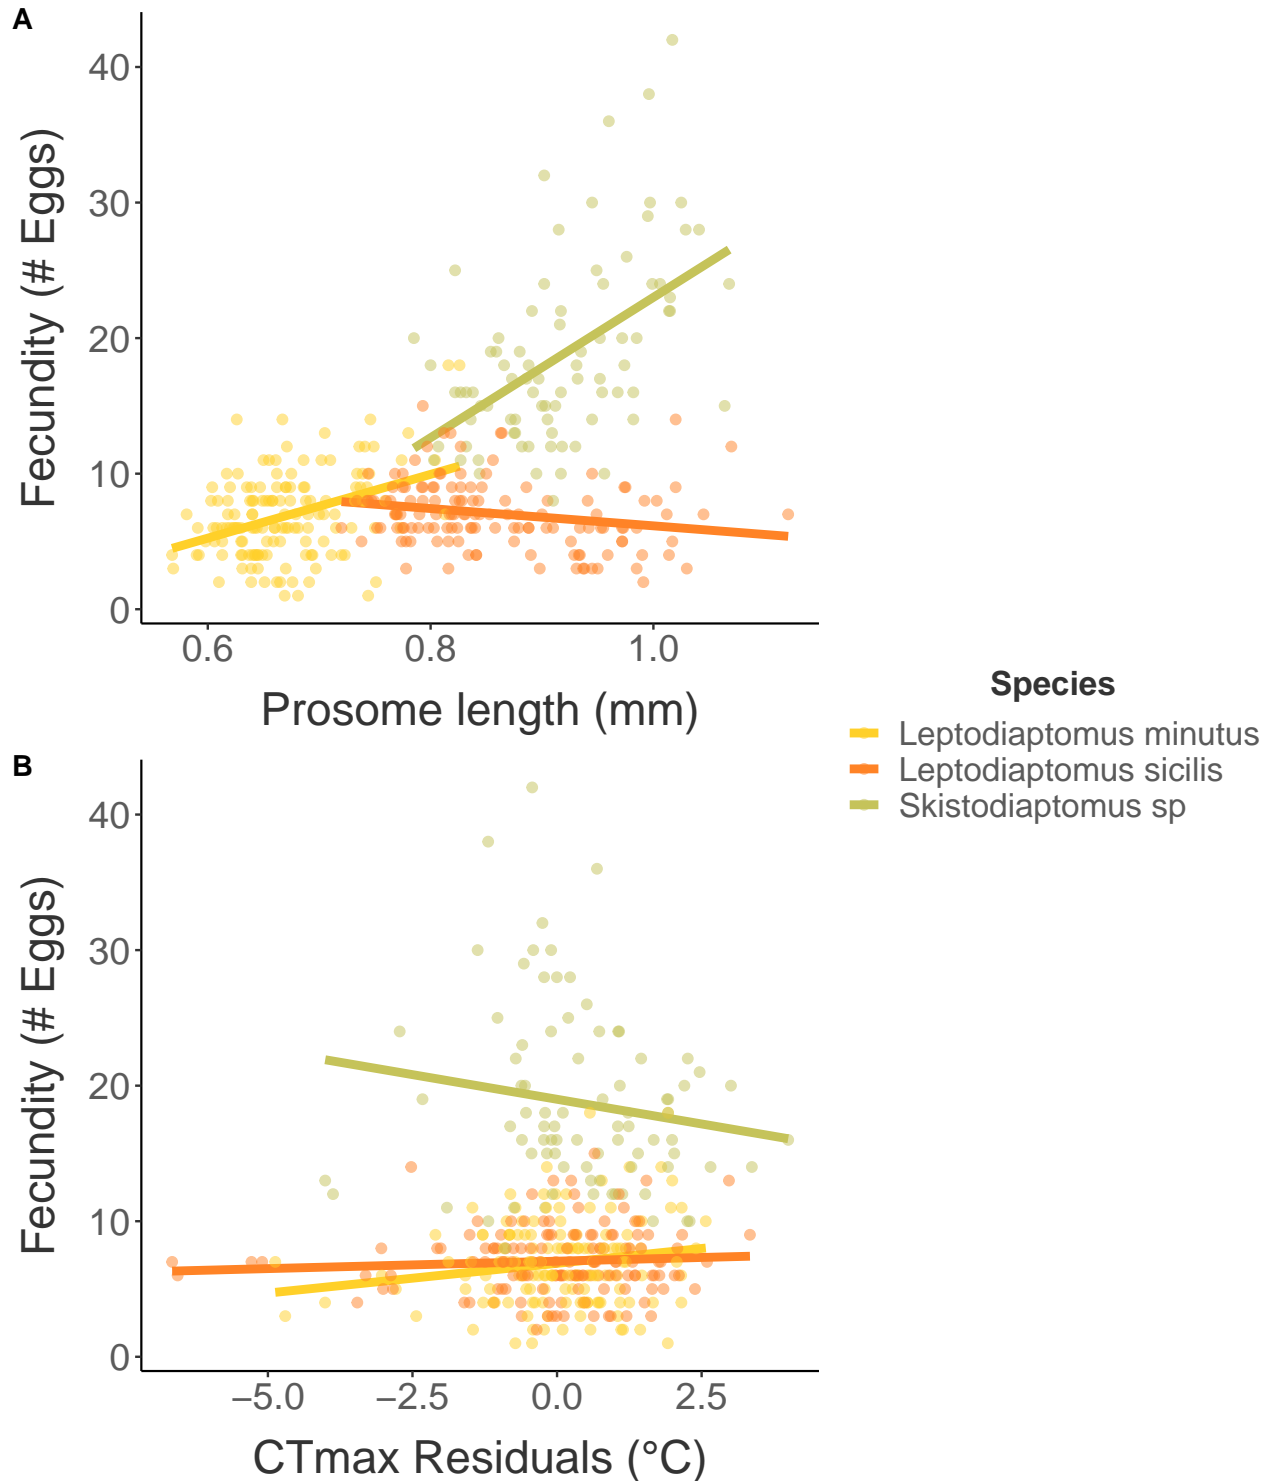 A
40
30
20
10
0
Fecundity (# Eggs)
0.6 0.8 1.0
Prosome length (mm)
Species
Leptodiaptomus minutus
Leptodiaptomus sicilis
Skistodiaptomus sp
B
40
30
20
10
0
Fecundity (# Eggs)
−5.0 −2.5 0.0 2.5
CTmax Residuals (°C)